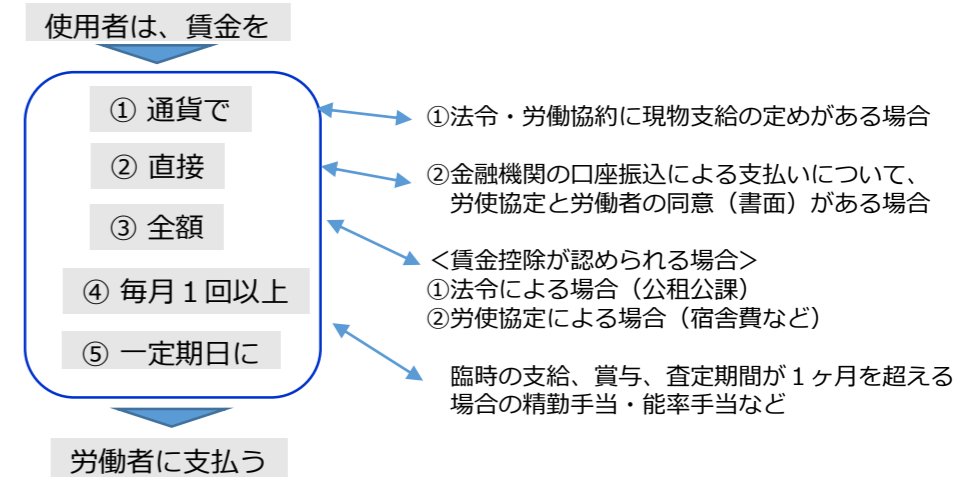 使用者は、賃金を
① 通貨で
② 直接
③ 全額
④ 毎月１回以上
⑤ 一定期日に
労働者に支払う
①法令・労働協約に現物支給の定めがある場合
②金融機関の口座振込による支払いについて、
労使協定と労働者の同意（書面）がある場合
＜賃金控除が認められる場合＞
①法令による場合（公租公課）
②労使協定による場合（宿舎費など）
臨時の支給、賞与、査定期間が１ヶ月を超える
場合の精勤手当・能率手当など